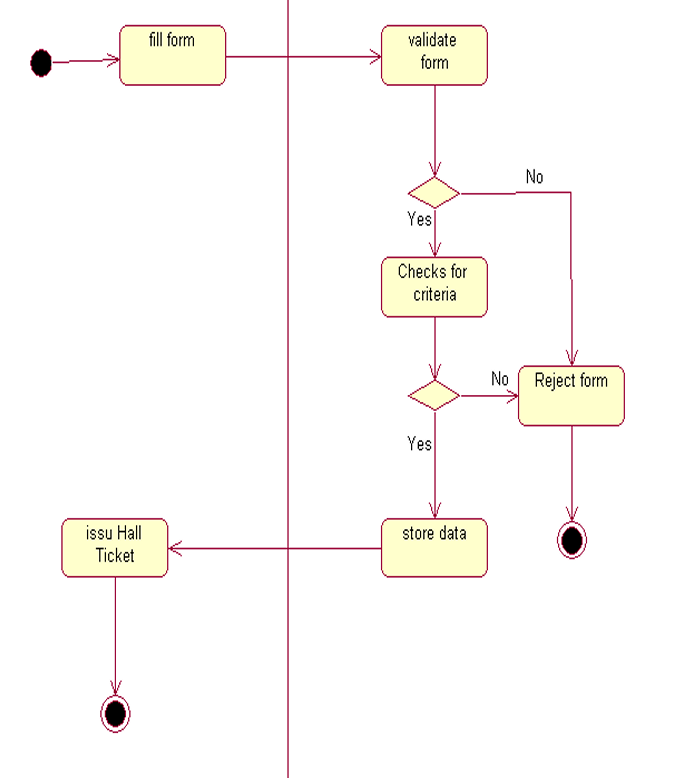 fill form
validate
form
No
Yes
Checks for
criteria
No
Reject form
Yes
issu Hall
Ticket
store data